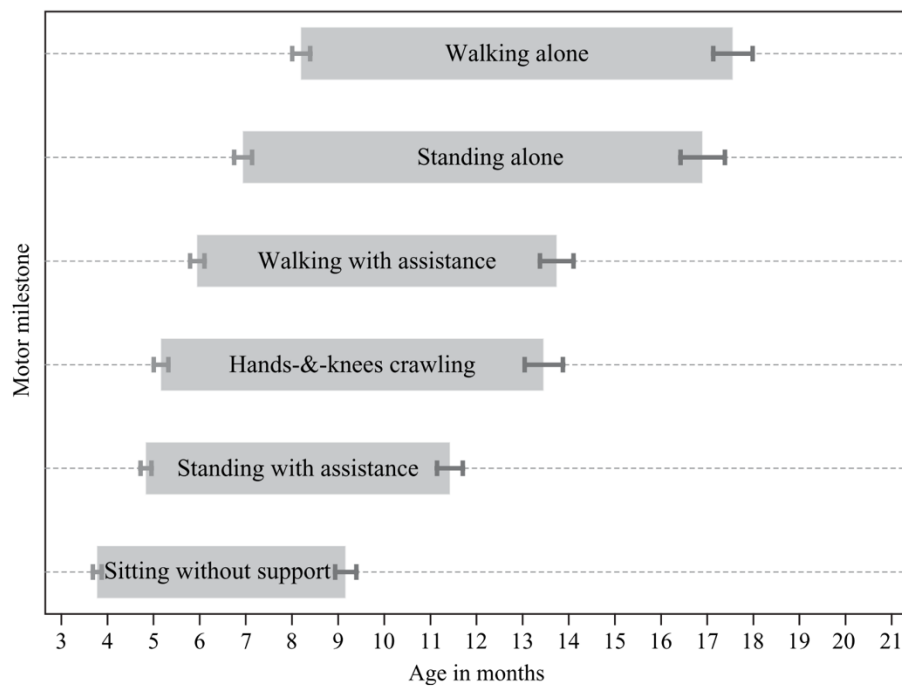 Walking alone
Standing alone
Walking with assistance
Hands-&-knees crawling
Standing with assistance
Sitting without support
Motor milestone
3 4 5 6 7 8 9 10 11 12 13 14 15 16 17 18 19 20 21
Age in months